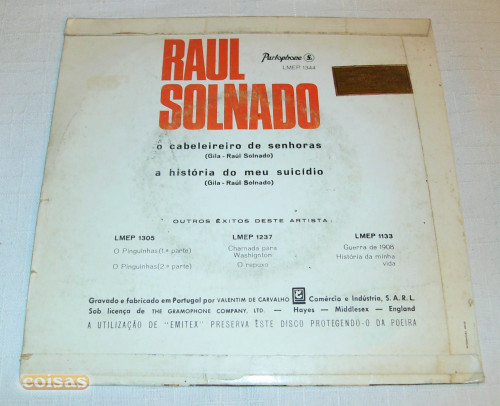 RAUL
SOLNADO
Parlophone
LMEP 1344
o cabeleireiro de senhoras
(Gila - Raúl Solnado)
a história do meu suicídio
(Gila - Raúl Solnado)
OUTROS ÊXITOS DESTE ARTISTA:
LMEP 1305
O Pinguinhas (1.ª parte)
O Pinguinhas (2.ª parte)
LMEP 1237
Chamada para
Washington
O repuxo
LMEP 1133
Guerra de 1908
História da minha
vida
Gravado e fabricado em Portugal por VALENTIM DE CARVALHO Comércio e Indústria, S. A. R. L.
Sob licença de THE GRAMOPHONE COMPANY, LTD. — Hayes — Middlesex — England
A UTILIZAÇÃO DE "EMITEX" PRESERVA ÊSTE DISCO PROTEGENDO-O DA POEIRA
coisas